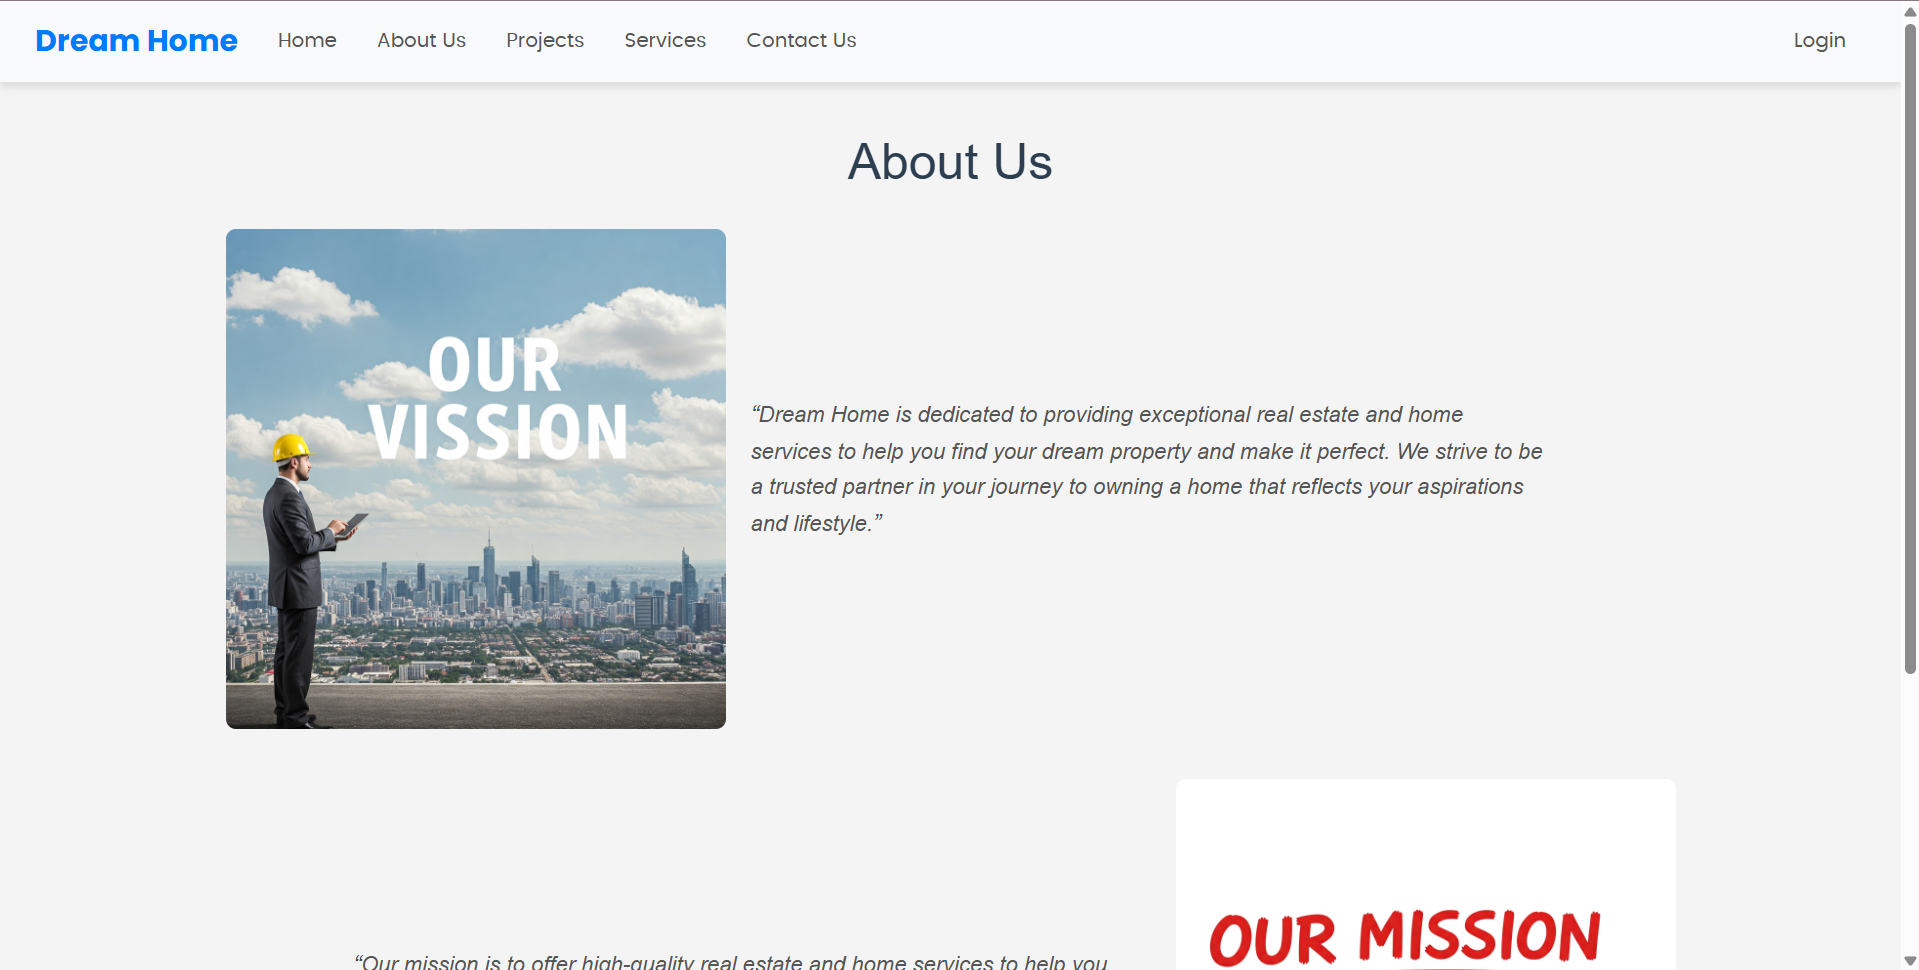 Dream Home Home About Us Projects Services Contact Us Login
About Us
OUR
VISSION
“Dream Home is dedicated to providing exceptional real estate and home
services to help you find your dream property and make it perfect. We strive to be
a trusted partner in your journey to owning a home that reflects your aspirations
and lifestyle.”
OUR MISSION
“Our mission is to offer high-quality real estate and home services to help you